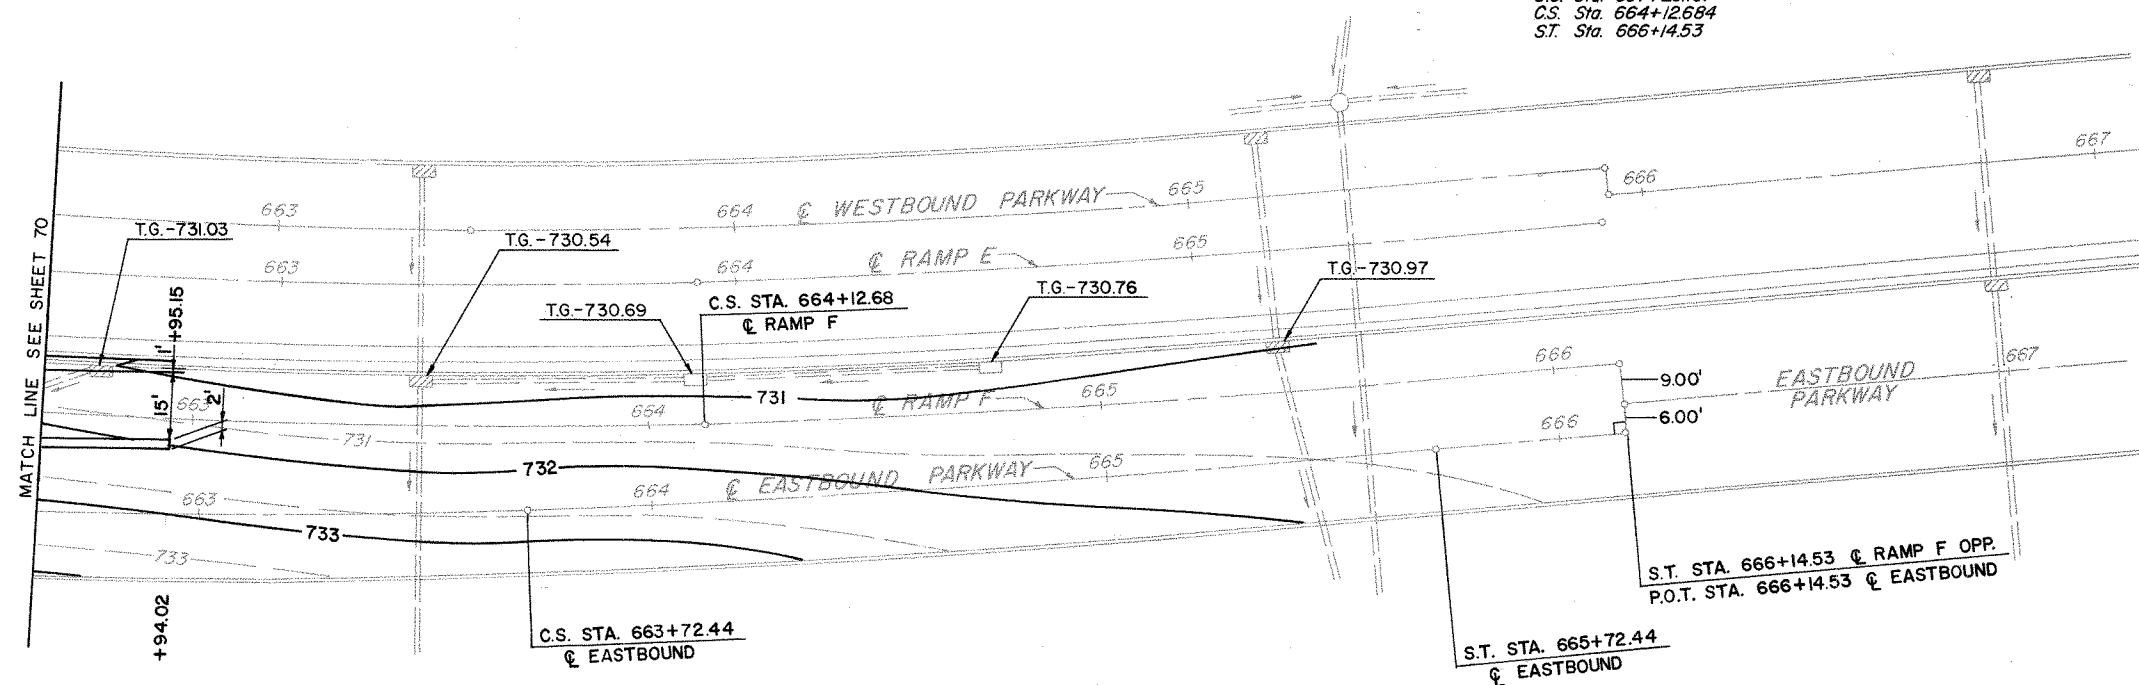 C.S. Sta. 664+12.684
S.T. Sta. 666+14.53
MATCH LINE SEE SHEET 70
T.G.-731.03
663
664
℄ WESTBOUND PARKWAY
665
666
667
T.G.-730.54
663
664
℄ RAMP E
665
T.G.-730.69
C.S. STA. 664+12.68
℄ RAMP F
T.G.-730.76
T.G.-730.97
+95.15
1'
15'
2'
663
664
731
℄ RAMP F
665
666
9.00'
6.00'
EASTBOUND
PARKWAY
667
731
732
663
664
℄ EASTBOUND PARKWAY
665
666
733
733
+94.02
C.S. STA. 663+72.44
℄ EASTBOUND
S.T. STA. 665+72.44
℄ EASTBOUND
S.T. STA. 666+14.53 ℄ RAMP F OPP.
P.O.T. STA. 666+14.53 ℄ EASTBOUND